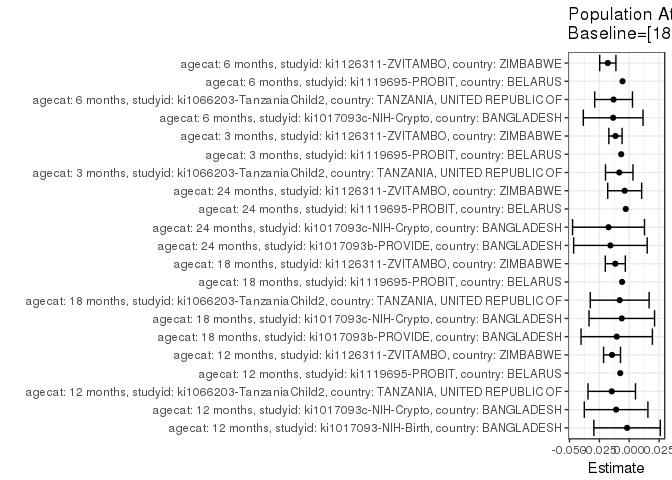 Population At
Baseline=[18
agecat: 6 months, studyid: ki1126311-ZVITAMBO, country: ZIMBABWE
agecat: 6 months, studyid: ki1119695-PROBIT, country: BELARUS
agecat: 6 months, studyid: ki1066203-TanzaniaChild2, country: TANZANIA, UNITED REPUBLIC OF
agecat: 6 months, studyid: ki1017093c-NIH-Crypto, country: BANGLADESH
agecat: 3 months, studyid: ki1126311-ZVITAMBO, country: ZIMBABWE
agecat: 3 months, studyid: ki1119695-PROBIT, country: BELARUS
agecat: 3 months, studyid: ki1066203-TanzaniaChild2, country: TANZANIA, UNITED REPUBLIC OF
agecat: 24 months, studyid: ki1126311-ZVITAMBO, country: ZIMBABWE
agecat: 24 months, studyid: ki1119695-PROBIT, country: BELARUS
agecat: 24 months, studyid: ki1017093c-NIH-Crypto, country: BANGLADESH
agecat: 24 months, studyid: ki1017093b-PROVIDE, country: BANGLADESH
agecat: 18 months, studyid: ki1126311-ZVITAMBO, country: ZIMBABWE
agecat: 18 months, studyid: ki1119695-PROBIT, country: BELARUS
agecat: 18 months, studyid: ki1066203-TanzaniaChild2, country: TANZANIA, UNITED REPUBLIC OF
agecat: 18 months, studyid: ki1017093c-NIH-Crypto, country: BANGLADESH
agecat: 18 months, studyid: ki1017093b-PROVIDE, country: BANGLADESH
agecat: 12 months, studyid: ki1126311-ZVITAMBO, country: ZIMBABWE
agecat: 12 months, studyid: ki1119695-PROBIT, country: BELARUS
agecat: 12 months, studyid: ki1066203-TanzaniaChild2, country: TANZANIA, UNITED REPUBLIC OF
agecat: 12 months, studyid: ki1017093c-NIH-Crypto, country: BANGLADESH
agecat: 12 months, studyid: ki1017093-NIH-Birth, country: BANGLADESH
-0.050 -0.025 0.000 0.025
Estimate